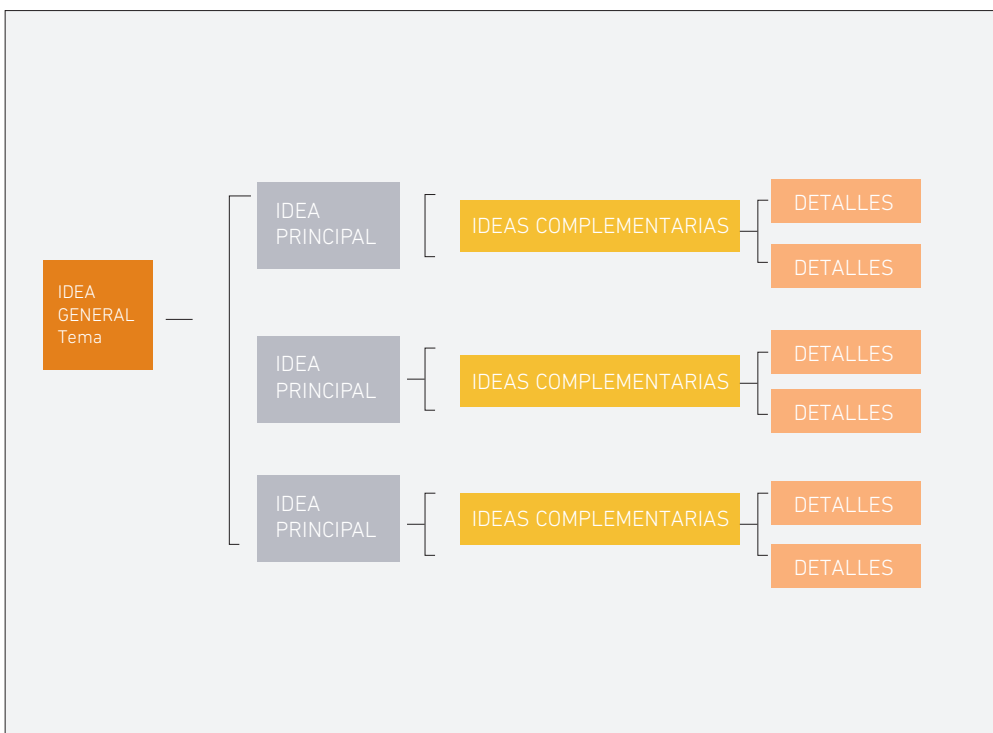 IDEA
GENERAL
Tema
IDEA
PRINCIPAL
IDEAS COMPLEMENTARIAS
DETALLES
DETALLES
IDEA
PRINCIPAL
IDEAS COMPLEMENTARIAS
DETALLES
DETALLES
IDEA
PRINCIPAL
IDEAS COMPLEMENTARIAS
DETALLES
DETALLES